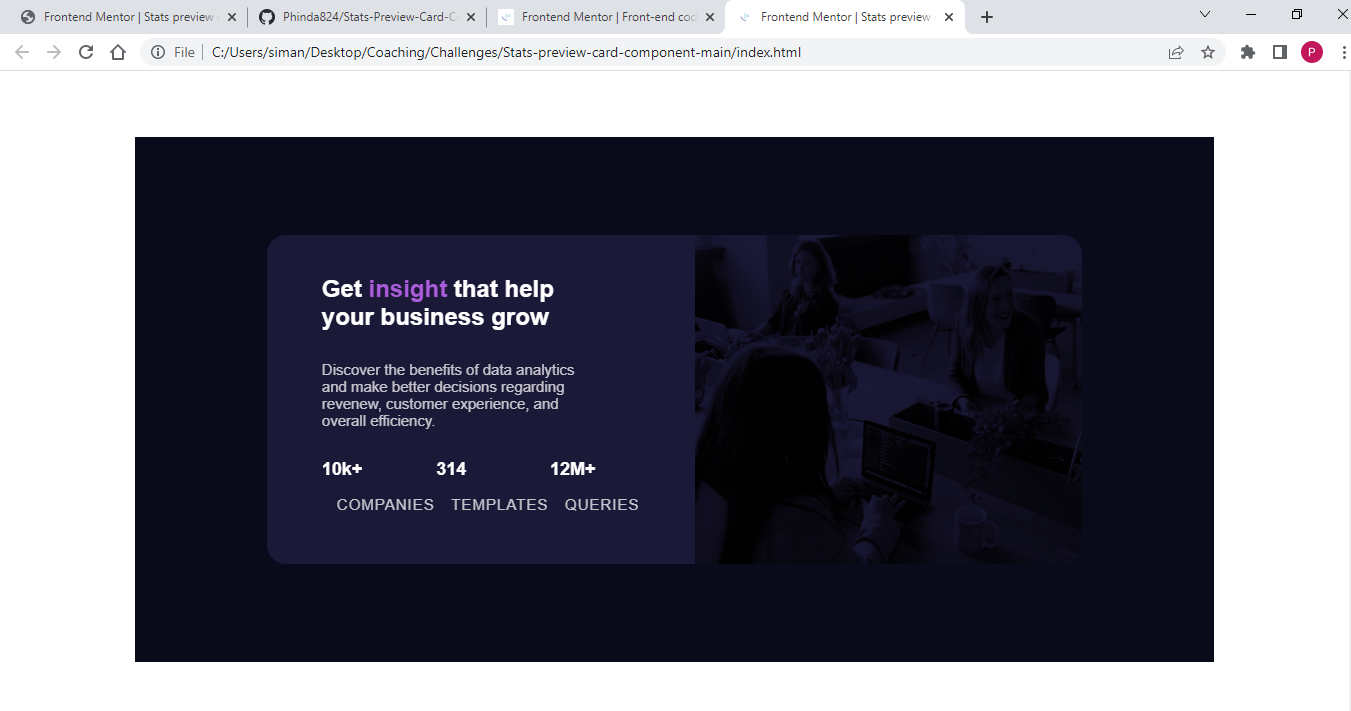 Frontend Mentor | Stats preview
Phinda824/Stats-Preview-Card-C
Frontend Mentor | Front-end cod
Frontend Mentor | Stats preview
File
C:/Users/siman/Desktop/Coaching/Challenges/Stats-preview-card-component-main/index.html
P
Get insight that help
your business grow
Discover the benefits of data analytics
and make better decisions regarding
revenew, customer experience, and
overall efficiency.
10k+ 314 12M+
COMPANIES TEMPLATES QUERIES